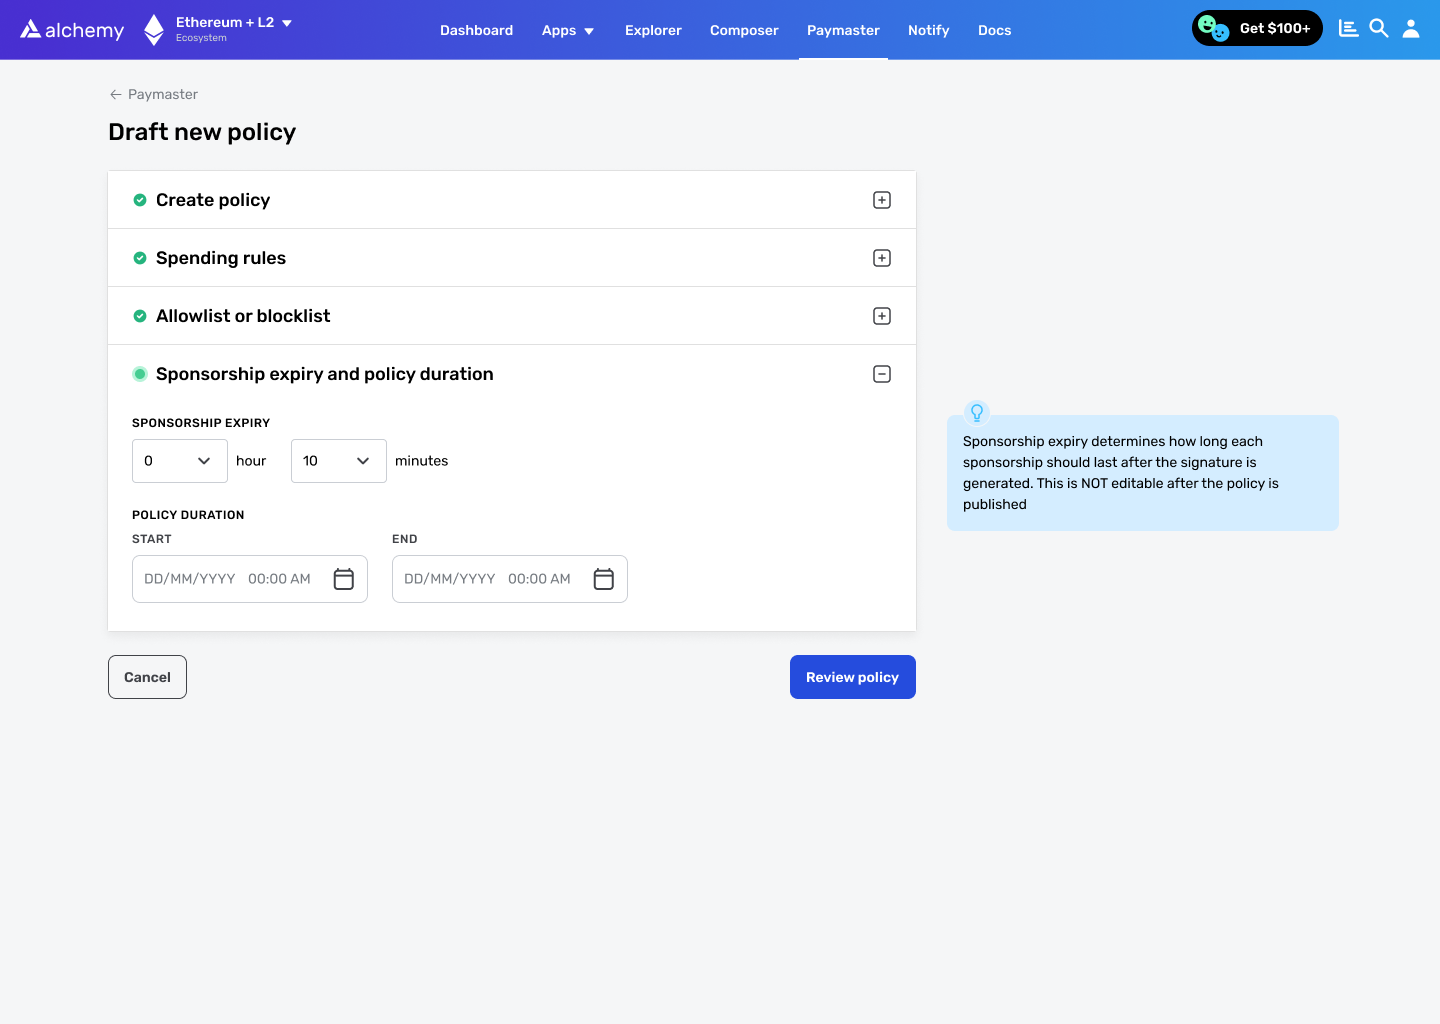 alchemy
Ethereum + L2
Ecosystem
Dashboard Apps Explorer Composer Paymaster Notify Docs
Get $100+
Paymaster
Draft new policy
Create policy
Spending rules
Allowlist or blocklist
Sponsorship expiry and policy duration
SPONSORSHIP EXPIRY
0 hour 10 minutes
POLICY DURATION
START END
DD/MM/YYYY 00:00 AM DD/MM/YYYY 00:00 AM
Cancel Review policy
Sponsorship expiry determines how long each
sponsorship should last after the signature is
generated. This is NOT editable after the policy is
published